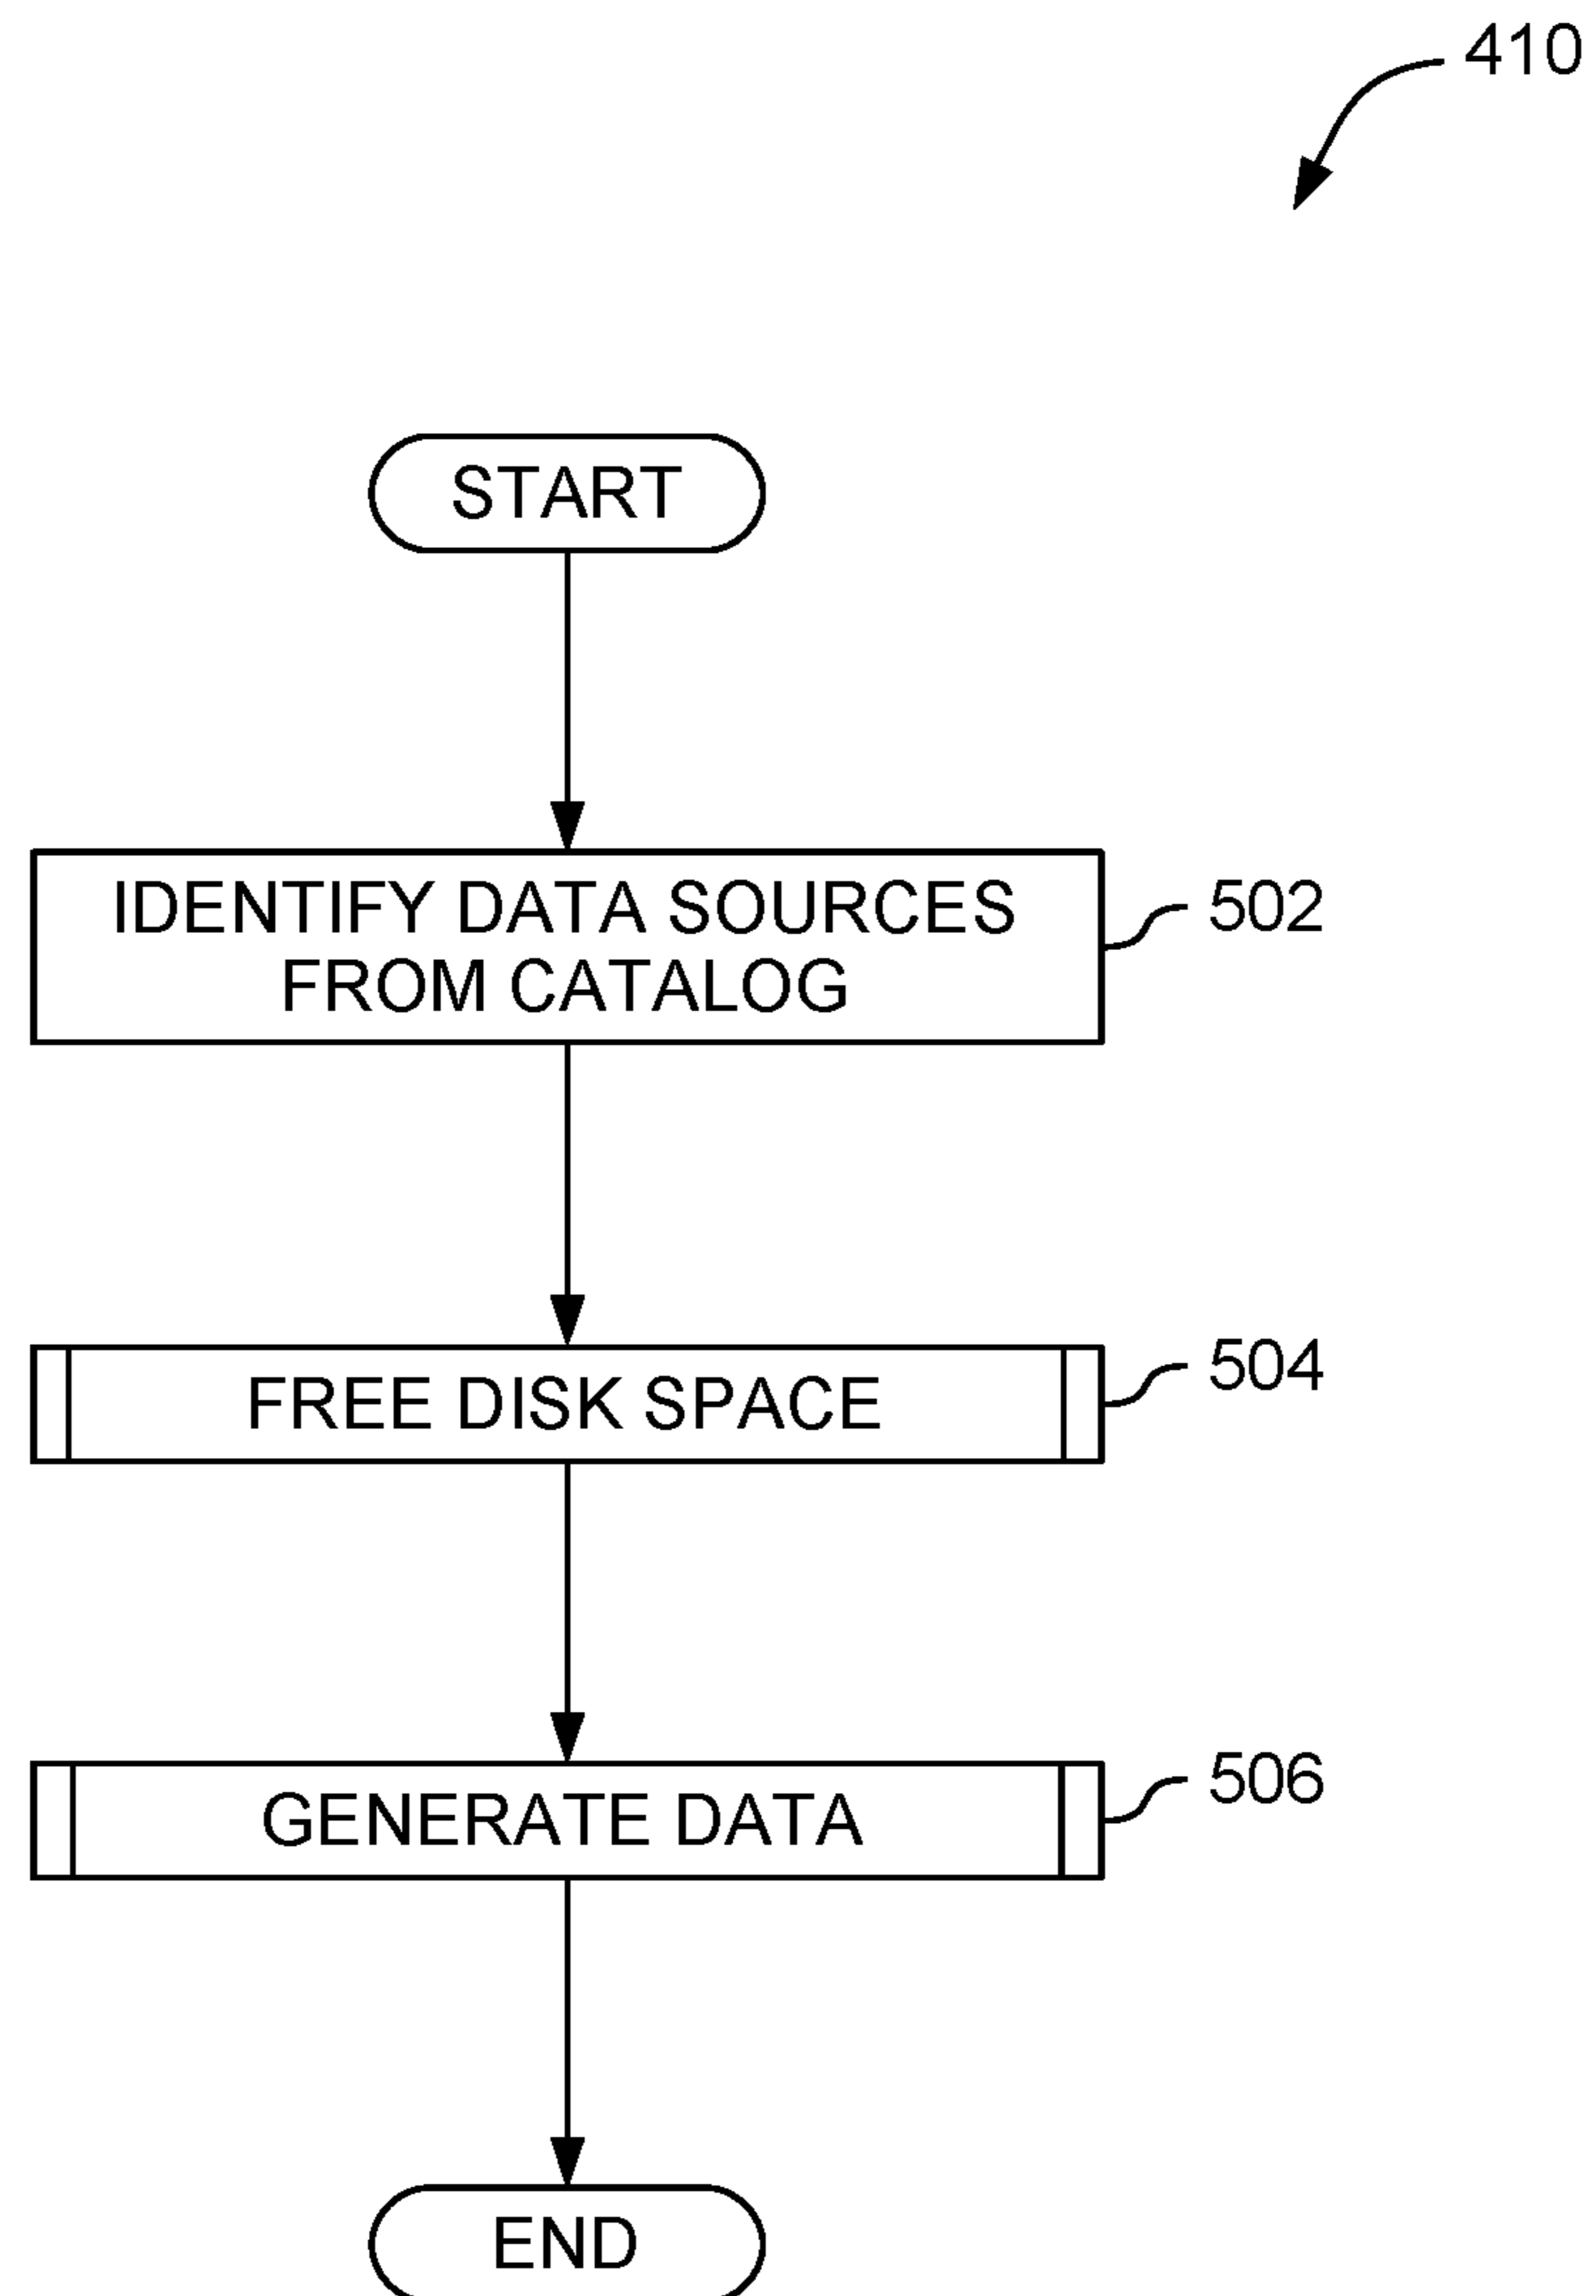 410
START
IDENTIFY DATA SOURCES
FROM CATALOG
502
FREE DISK SPACE
504
GENERATE DATA
506
END